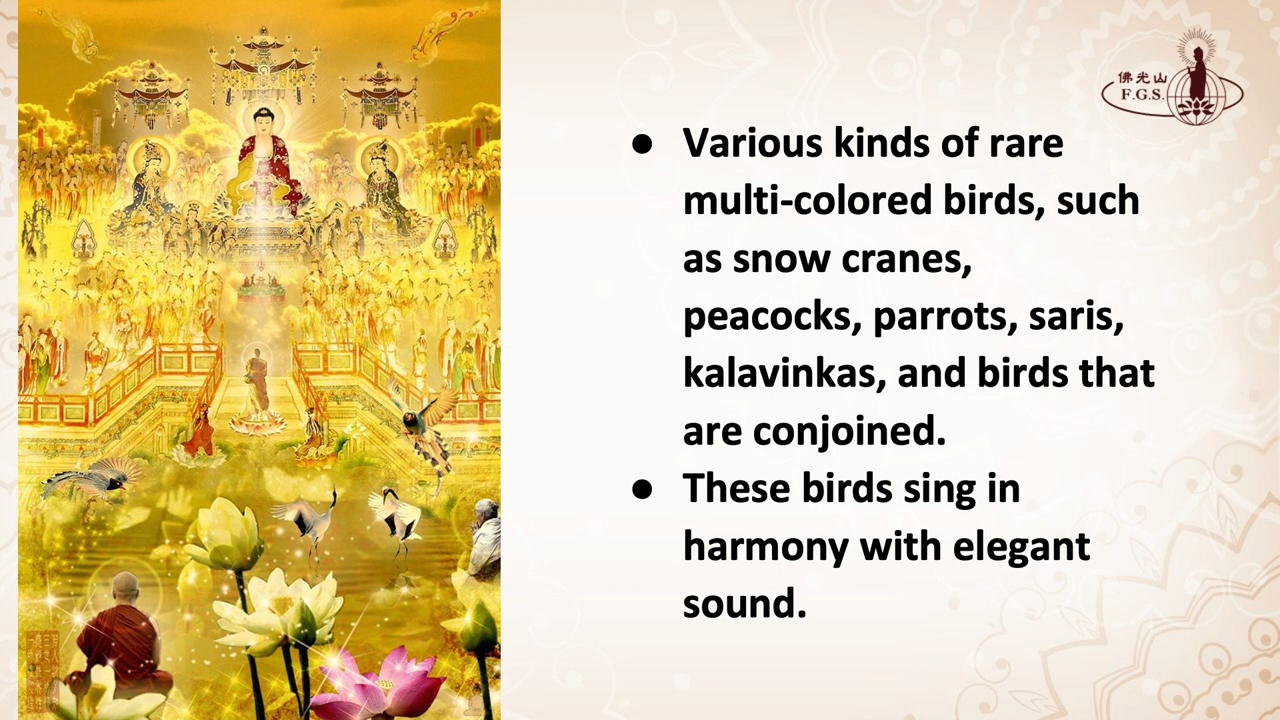 佛光山
F.G.S.
● Various kinds of rare
multi-colored birds, such
as snow cranes,
peacocks, parrots, saris,
kalavinkas, and birds that
are conjoined.
● These birds sing in
harmony with elegant
sound.